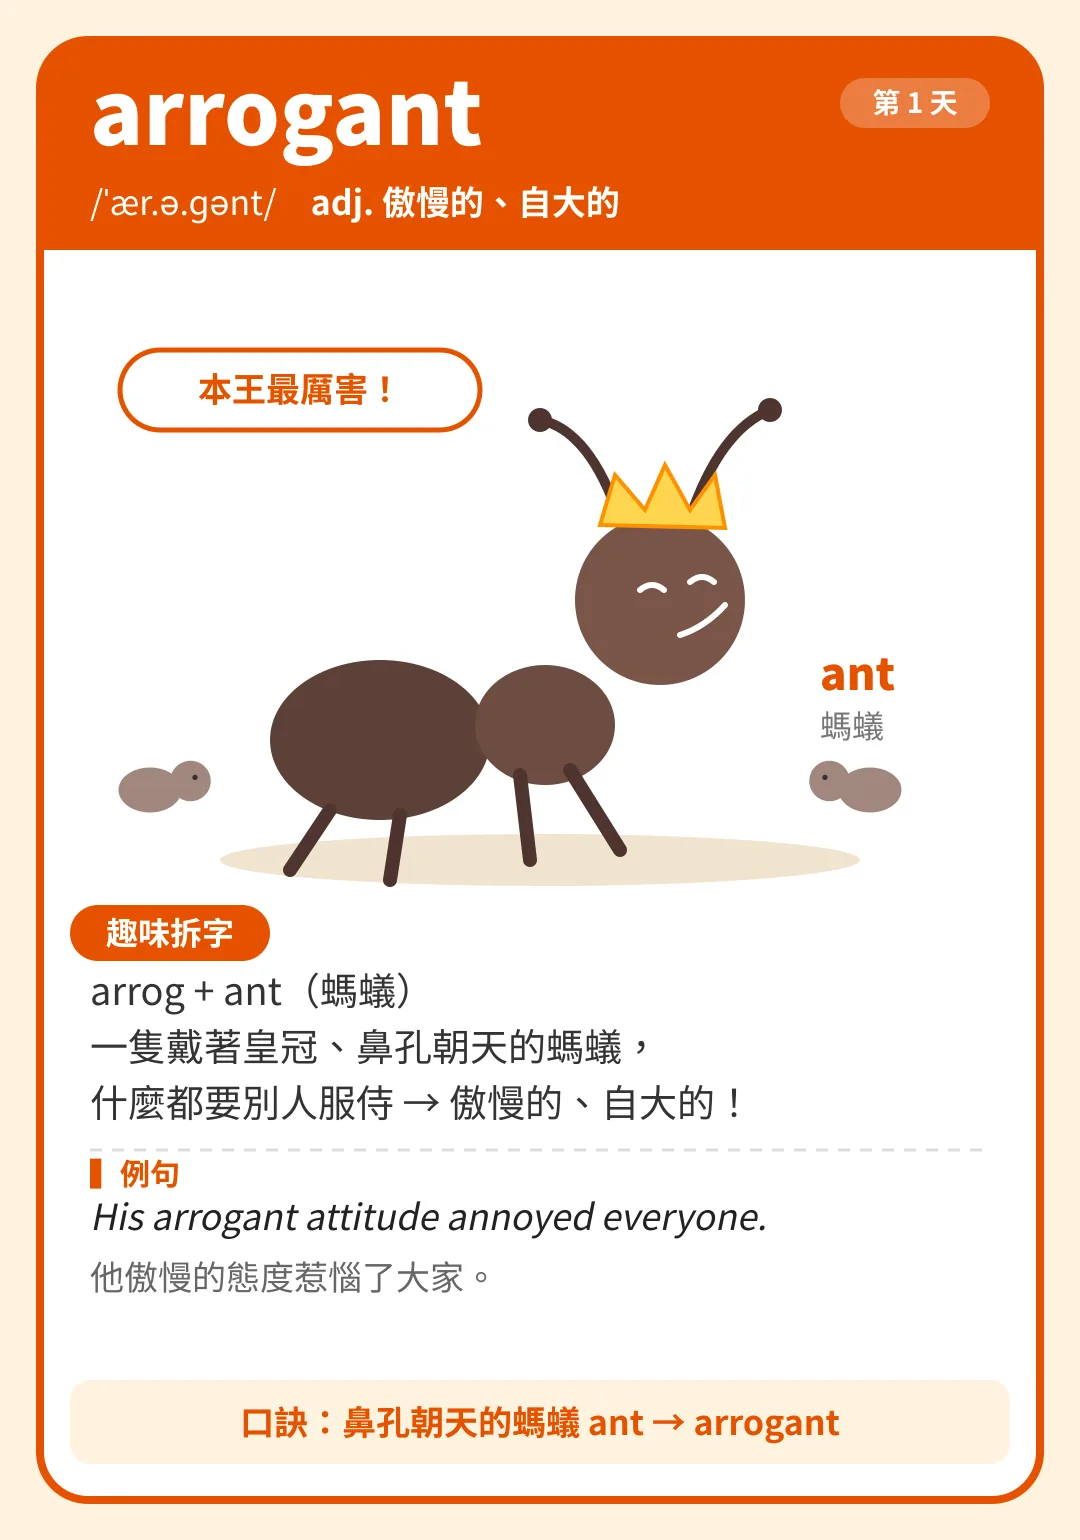 arrogant
第 1 天
/ˈær.ə.gənt/ adj. 傲慢的、自大的
本王最厲害！
ant
螞蟻
趣味拆字
arrog + ant（螞蟻）
一隻戴著皇冠、鼻孔朝天的螞蟻，
什麼都要別人服侍 → 傲慢的、自大的！
例句
His arrogant attitude annoyed everyone.
他傲慢的態度惹惱了大家。
口訣：鼻孔朝天的螞蟻 ant → arrogant